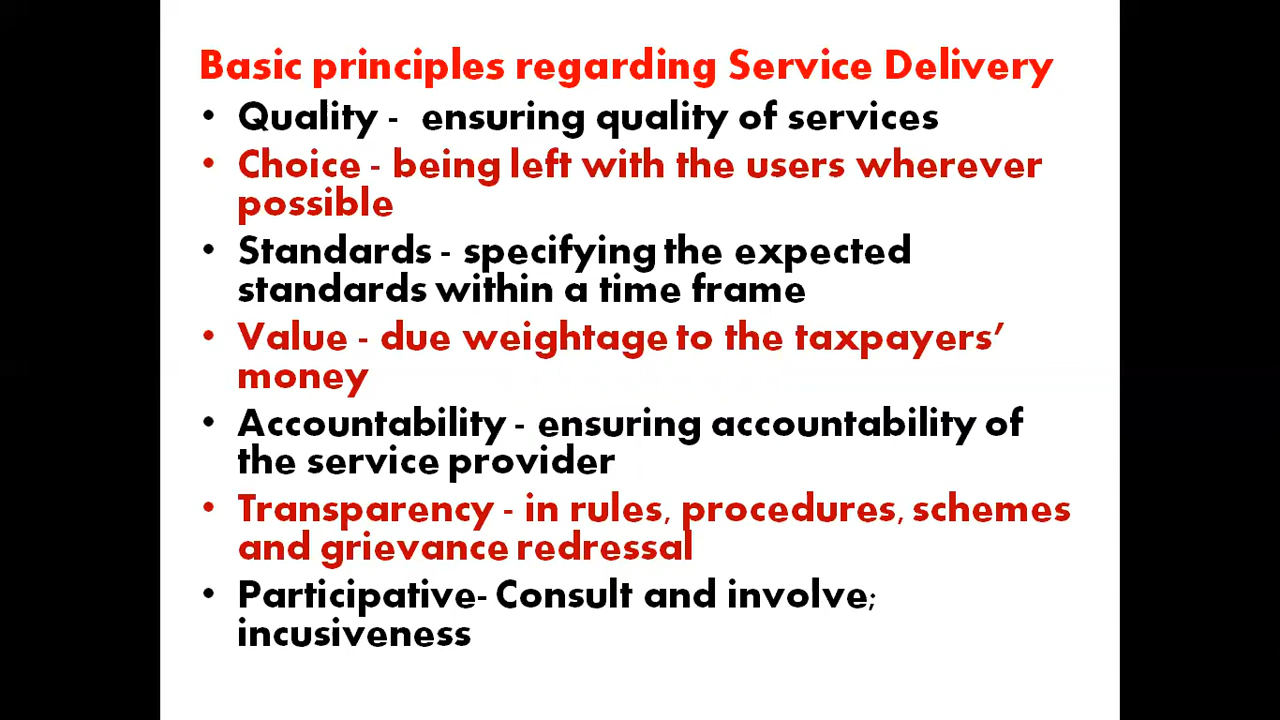 Basic principles regarding Service Delivery
• Quality -  ensuring quality of services
• Choice - being left with the users wherever
possible
• Standards - specifying the expected
standards within a time frame
• Value - due weightage to the taxpayers’
money
• Accountability - ensuring accountability of
the service provider
• Transparency - in rules, procedures, schemes
and grievance redressal
• Participative- Consult and involve;
incusiveness